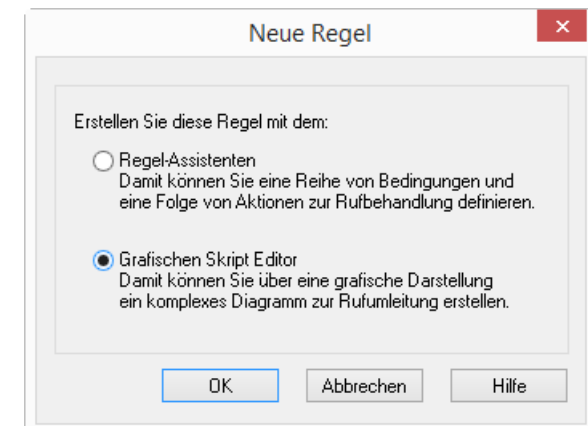 Neue Regel
Erstellen Sie diese Regel mit dem:
Regel-Assistenten
Damit können Sie eine Reihe von Bedingungen und
eine Folge von Aktionen zur Rufbehandlung definieren.
Grafischen Skript Editor
Damit können Sie über eine grafische Darstellung
ein komplexes Diagramm zur Rufumleitung erstellen.
OK Abbrechen Hilfe